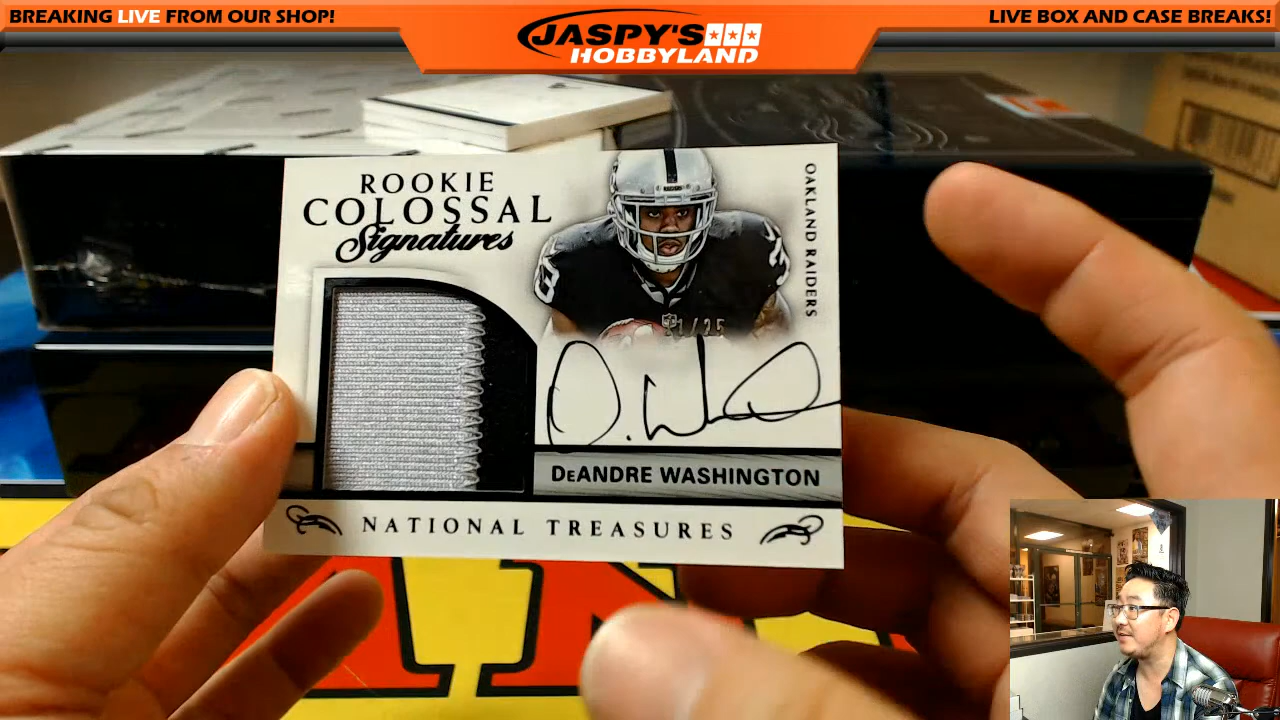 BREAKING LIVE FROM OUR SHOP!
JASPY'S
HOBBYLAND
LIVE BOX AND CASE BREAKS!
ROOKIE
COLOSSAL
Signatures
OAKLAND RAIDERS
D. Wa
DEANDRE WASHINGTON
NATIONAL TREASURES